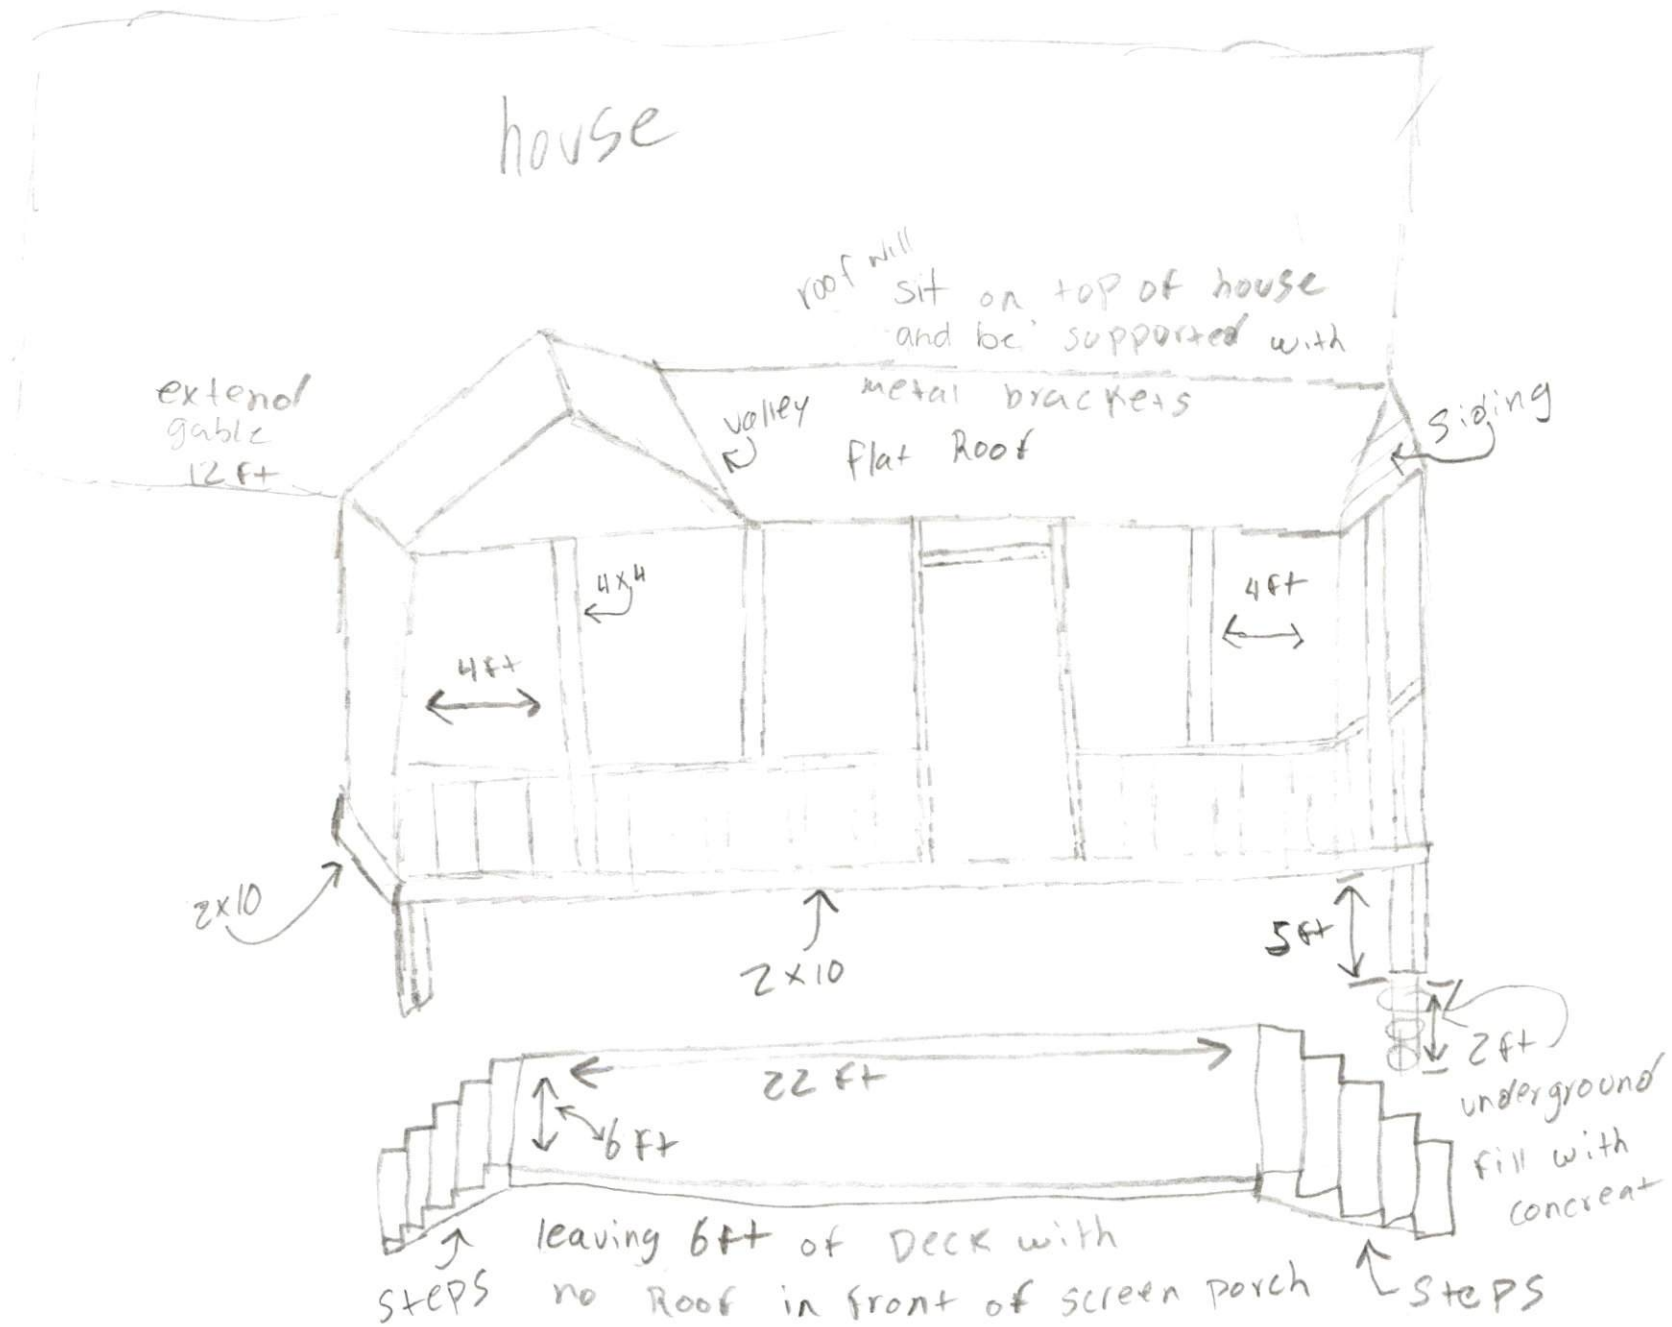 house
roof will
sit on top of house
and be supported with
metal brackets
flat Roof
extend
gable
12 ft
valley
siding
4x4
4ft
4ft
2x10
2x10
5ft
2ft
underground
fill with
concreat
22 ft
6 ft
leaving 6ft of Deck with
no Roof in front of screen porch
steps
steps